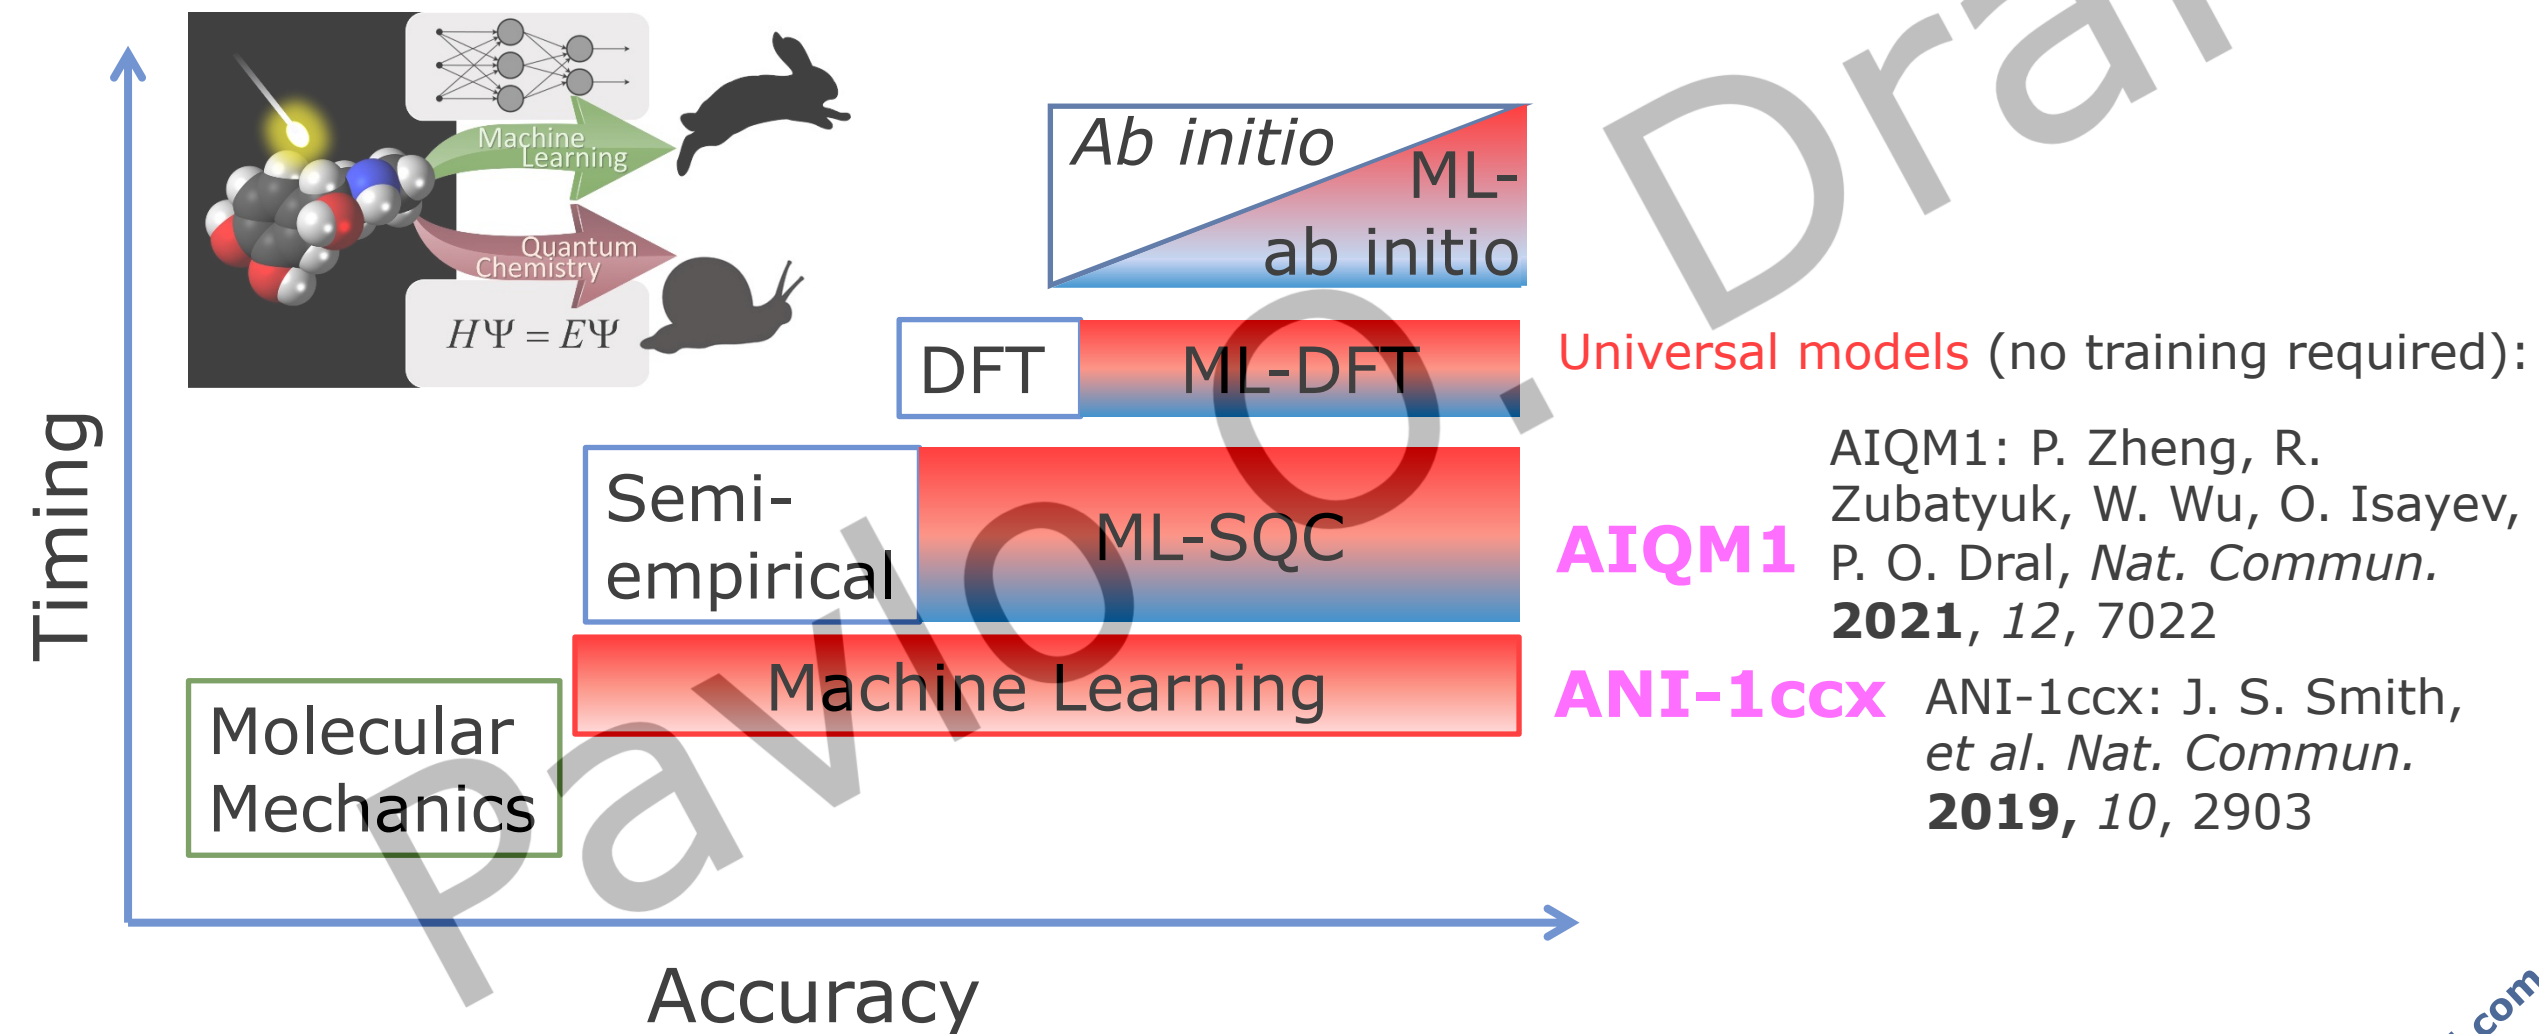 Machine
Learning
Quantum
Chemistry
HΨ = EΨ
Timing
Ab initio
ML-
ab initio
DFT
ML-DFT
Universal models (no training required):
Semi-
empirical
ML-SQC
AIQM1
AIQM1: P. Zheng, R.
Zubatyuk, W. Wu, O. Isayev,
P. O. Dral, Nat. Commun.
2021, 12, 7022
Machine Learning
ANI-1ccx
ANI-1ccx: J. S. Smith,
et al. Nat. Commun.
2019, 10, 2903
Molecular
Mechanics
Accuracy
Pavlo O. Dral
.com